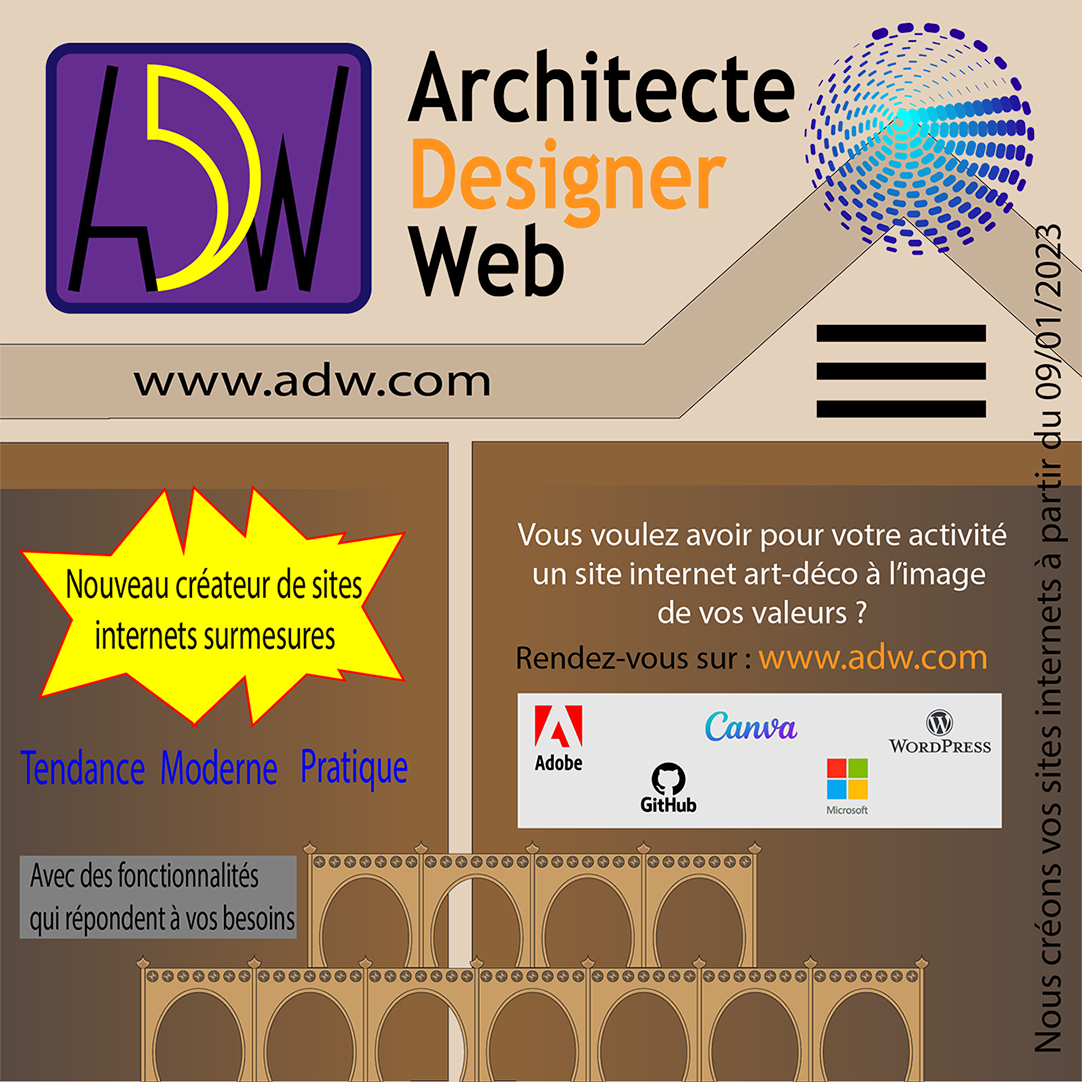 ADW
Architecte
Designer
Web
www.adw.com
Nouveau créateur de sites
internets surmesures
Tendance Moderne Pratique
Avec des fonctionnalités
qui répondent à vos besoins
Vous voulez avoir pour votre activité
un site internet art-déco à l'image
de vos valeurs ?
Rendez-vous sur : www.adw.com
Adobe
Canva
WORDPRESS
GitHub
Microsoft
Nous créons vos sites internets à partir du 09/01/2023